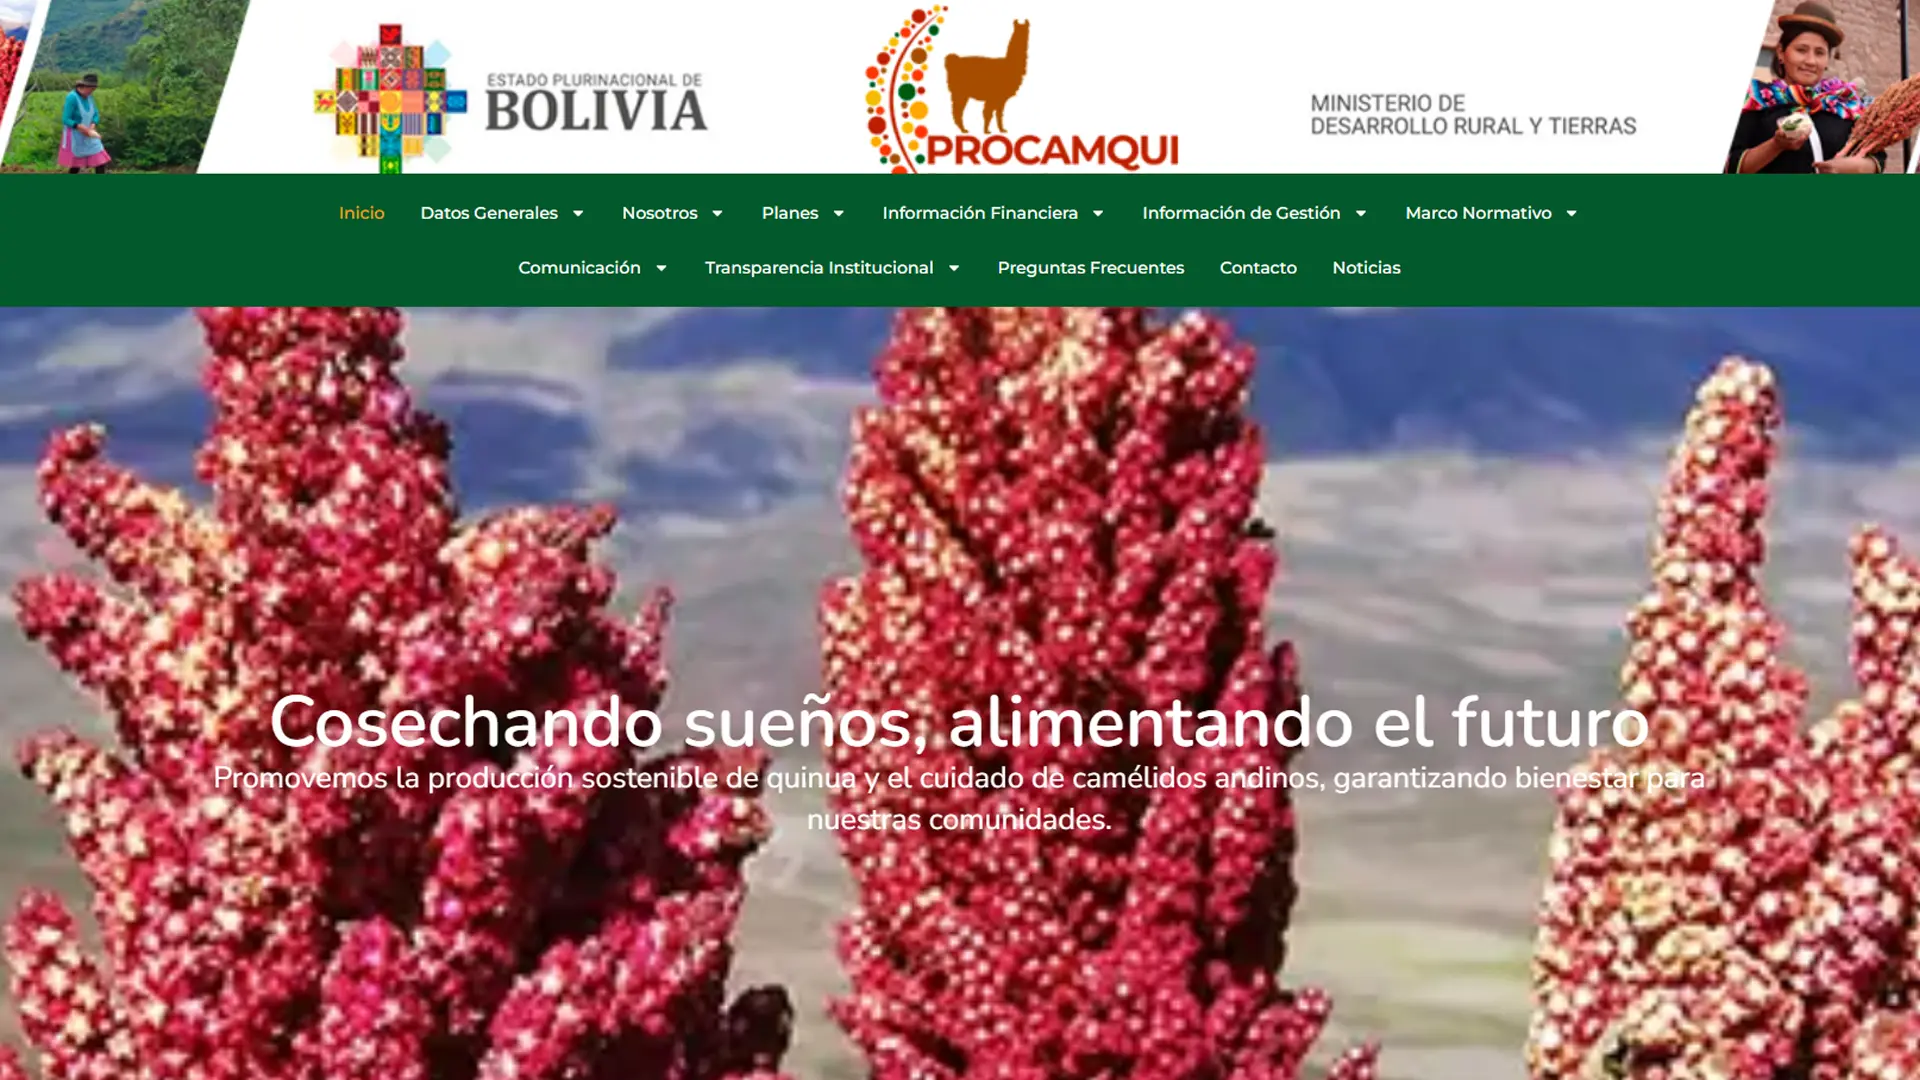 ESTADO PLURINACIONAL DE
BOLIVIA
PROCAMQUI
MINISTERIO DE
DESARROLLO RURAL Y TIERRAS
Inicio Datos Generales Nosotros Planes Información Financiera Información de Gestión Marco Normativo
Comunicación Transparencia Institucional Preguntas Frecuentes Contacto Noticias
Cosechando sueños, alimentando el futuro
Promovemos la producción sostenible de quinua y el cuidado de camélidos andinos, garantizando bienestar para
nuestras comunidades.